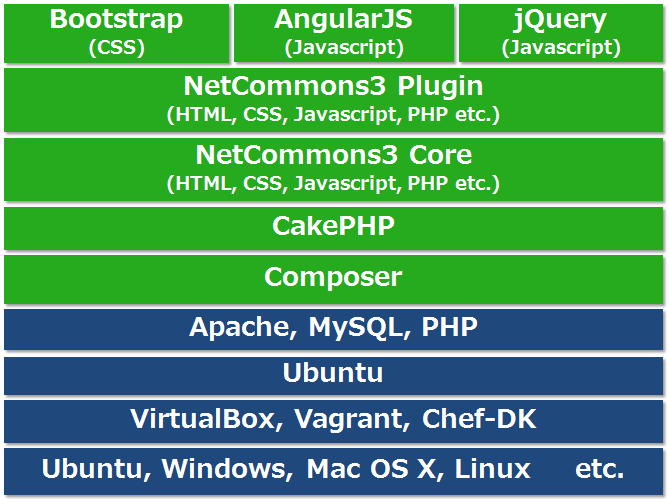 Bootstrap
(CSS)
AngularJS
(Javascript)
jQuery
(Javascript)
NetCommons3 Plugin
(HTML, CSS, Javascript, PHP etc.)
NetCommons3 Core
(HTML, CSS, Javascript, PHP etc.)
CakePHP
Composer
Apache, MySQL, PHP
Ubuntu
VirtualBox, Vagrant, Chef-DK
Ubuntu, Windows, Mac OS X, Linux etc.